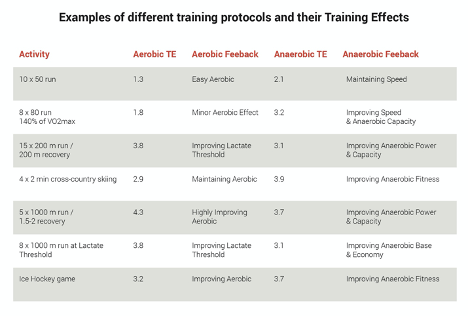 Examples of different training protocols and their Training Effects
Activity Aerobic TE Aerobic Feeback Anaerobic TE Anaerobic Feeback
10 x 50 run 1.3 Easy Aerobic 2.1 Maintaining Speed
8 x 80 run 1.8 Minor Aerobic Effect 3.2 Improving Speed
140% of VO2max & Anaerobic Capacity
15 x 200 m run / 3.8 Improving Lactate 3.1 Improving Anaerobic Power
200 m recovery Threshold & Capacity
4 x 2 min cross-country skiing 2.9 Maintaining Aerobic 3.9 Improving Anaerobic Fitness
5 x 1000 m run / 4.3 Highly Improving 3.7 Improving Anaerobic Power
1.5-2 recovery Aerobic & Capacity
8 x 1000 m run at Lactate 3.8 Improving Lactate 3.1 Improving Anaerobic Base
Threshold Threshold & Economy
Ice Hockey game 3.2 Improving Aerobic 3.7 Improving Anaerobic Fitness